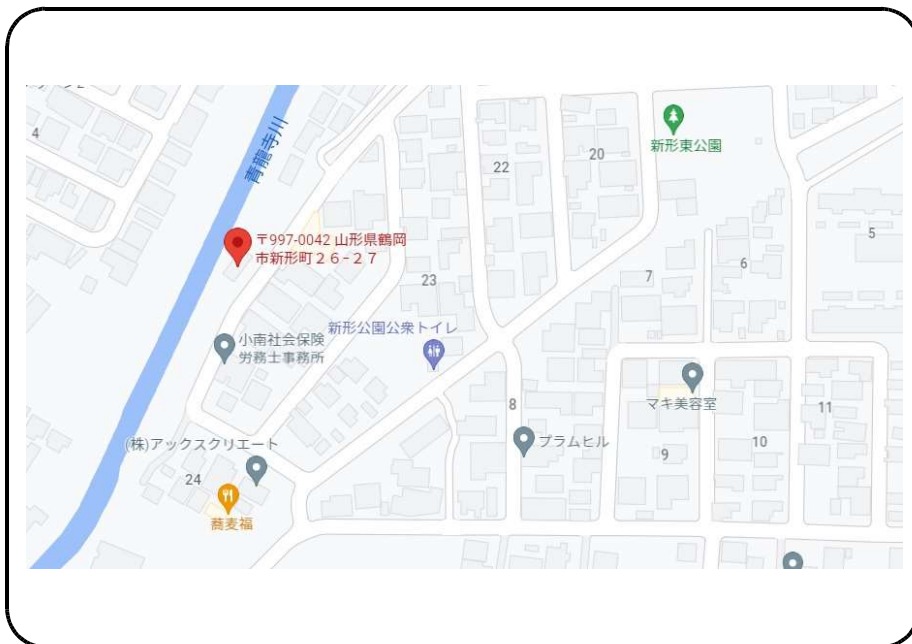 4
青龍寺川
22
20
新形東公園
5
〒997-0042 山形県鶴岡
市新形町２６−２７
23
7
6
新形公園公衆トイレ
小南社会保険
労務士事務所
8
マキ美容室
11
(株)アックスクリエート
プラムヒル
10
9
24
蕎麦福